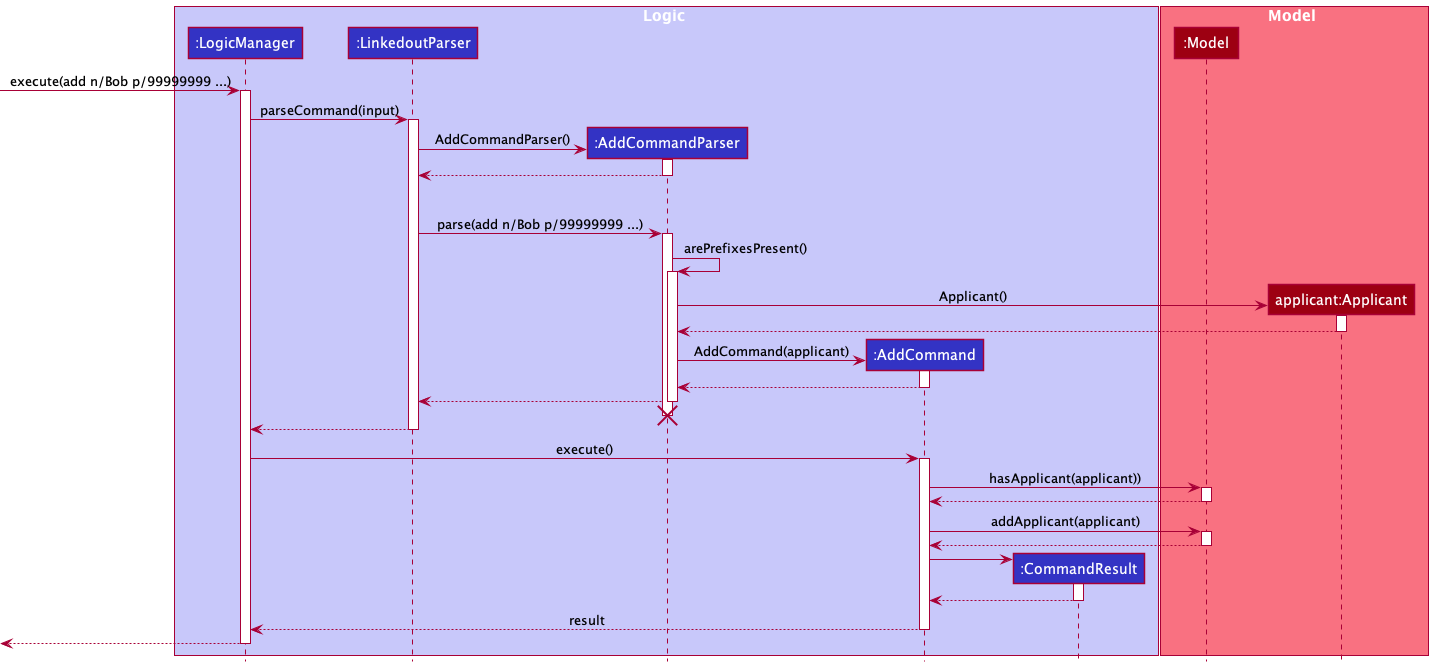 Logic
Model
:LogicManager
:LinkedoutParser
:Model
execute(add n/Bob p/99999999 ...)
parseCommand(input)
AddCommandParser()
:AddCommandParser
parse(add n/Bob p/99999999 ...)
arePrefixesPresent()
Applicant()
applicant:Applicant
AddCommand(applicant)
:AddCommand
execute()
hasApplicant(applicant))
addApplicant(applicant)
:CommandResult
result